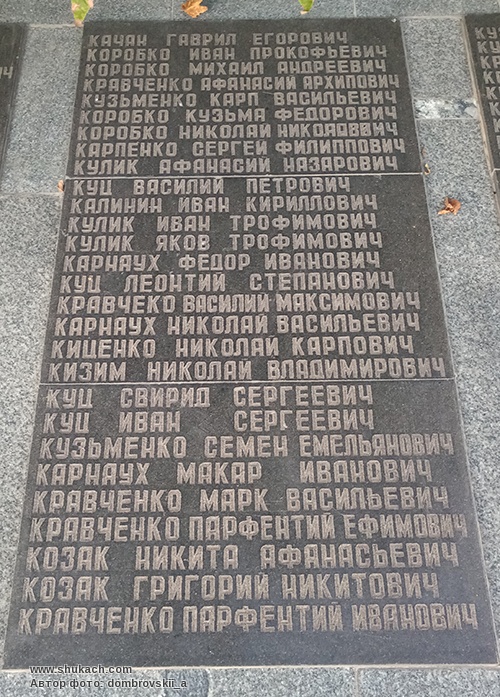 КАЧАН ГАВРИЛ ЕГОРОВИЧ
КОРОБКО ИВАН ПРОКОФЬЕВИЧ
КОРОБКО МИХАИЛ АНДРЕЕВИЧ
КРАВЧЕНКО АФАНАСИЙ АРХИПОВИЧ
КУЗЬМЕНКО КАРП ВАСИЛЬЕВИЧ
КОРОБКО КУЗЬМА ФЕДОРОВИЧ
КОРОБКО НИКОЛАЙ
КАРПЕНКО СЕРГЕЙ ФИЛИППОВИЧ
КУЛИК АФАНАСИЙ НАЗАРОВИЧ
КУЦ ВАСИЛИЙ ПЕТРОВИЧ
КАЛИНИН ИВАН КИРИЛЛОВИЧ
КУЛИК ИВАН ТРОФИМОВИЧ
КУЛИК ЯКОВ ТРОФИМОВИЧ
КАРНАУХ ФЕДОР ИВАНОВИЧ
КУЦ ЛЕОНТИЙ СТЕПАНОВИЧ
КРАВЧЕКО ВАСИЛИЙ МАКСИМОВИЧ
КАРНАУХ НИКОЛАЙ ВАСИЛЬЕВИЧ
КИЦЕНКО НИКОЛАЙ КАРПОВИЧ
КИЗИМ НИКОЛАЙ ВЛАДИМИРОВИЧ
КУЦ СВИРИД СЕРГЕЕВИЧ
КУЦ ИВАН СЕРГЕЕВИЧ
КУЗЬМЕНКО СЕМЕН ЕМЕЛЬЯНОВИЧ
КАРНАУХ МАКАР ИВАНОВИЧ
КРАВЧЕНКО МАРК ВАСИЛЬЕВИЧ
КРАВЧЕНКО ПАРФЕНТИЙ ЕФИМОВИЧ
КОЗАК НИКИТА АФАНАСЬЕВИЧ
КОЗАК ГРИГОРИЙ НИКИТОВИЧ
КРАВЧЕНКО ПАРФЕНТИЙ ИВАНОВИЧ
www.shukach.com
Автор фото: dombrovskii_a